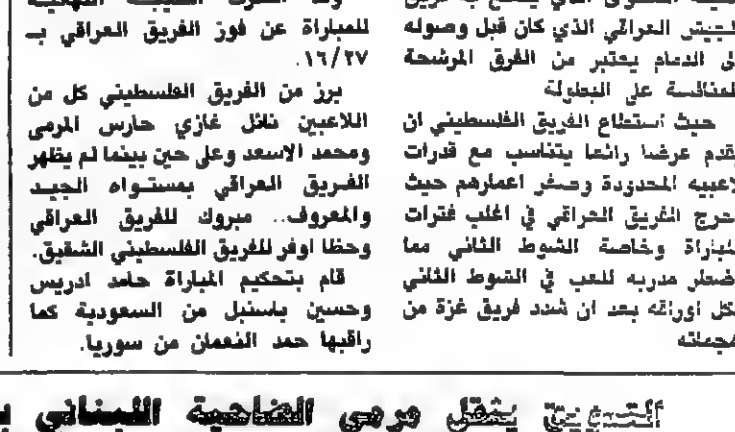 الجيش العراقي الذي كان قبل وصوله
الدمام يعتبر من الفرق المرشحة
للمنافسة على البطولة
حيث استطاع الفريق الفلسطيني ان
يقدم عرضا رائعا يتناسب مع قدرات
لاعبيه المحدودة وصغر اعمارهم حيث
احرج الفريق العراقي في اغلب فترات
المباراة وخاصة الشوط الثاني مما
اضطر مدربه للعب في الشوط الثاني
بكل اوراقه بعد ان شدد فريق غزة من
هجماته
للمباراة عن فوز الفريق العراقي بـ
١٦/٢٧.
برز من الفريق الفلسطيني كل من
اللاعبين نائل غازي حارس المرمى
ومحمد الاسعد وعلى حين بينما لم يظهر
الفريق العراقي بمستواه الجيد
والمعروف.. مبروك للفريق العراقي
وحظا اوفر للفريق الفلسطيني الشقيق.
قام بتحكيم المباراة حامد ادريس
وحسين باسنبل من السعودية كما
راقبها حمد النعمان من سوريا.
مرمى الضاحية اللبناني